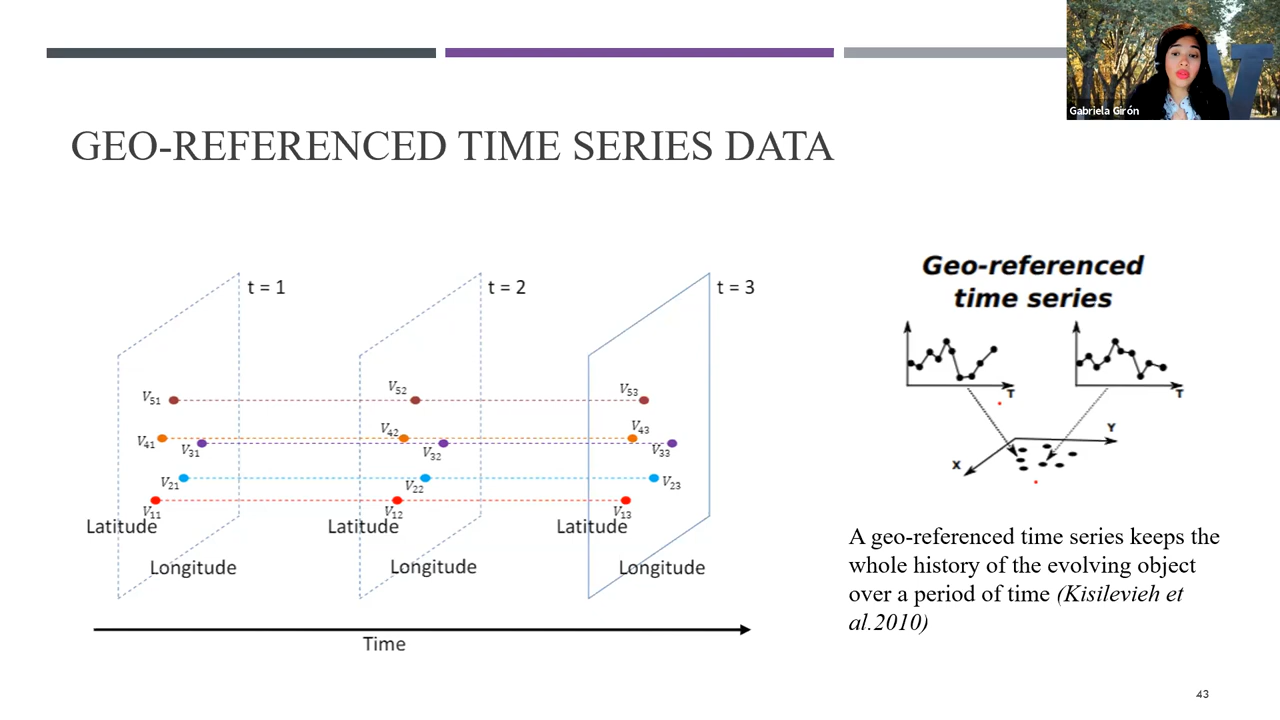 Gabriela Girón
GEO-REFERENCED TIME SERIES DATA
t = 1
t = 2
t = 3
V51
V52
V53
V41
V42
V43
V31
V32
V33
V21
V22
V23
V11
V12
V13
Latitude
Latitude
Latitude
Longitude
Longitude
Longitude
Time
Geo-referenced
time series
T
T
Y
X
A geo-referenced time series keeps the
whole history of the evolving object
over a period of time (Kisilevieh et
al.2010)
43